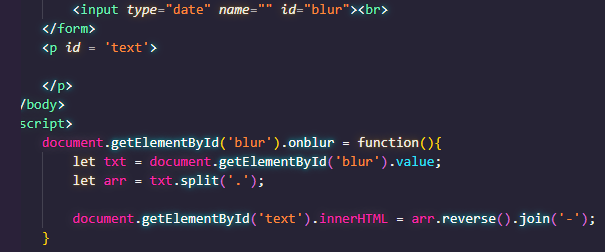 <input type="date" name="" id="blur"><br>
</form>
<p id = 'text'>
</p>
/body>
script>
document.getElementById('blur').onblur = function(){
let txt = document.getElementById('blur').value;
let arr = txt.split('.');
document.getElementById('text').innerHTML = arr.reverse().join('-');
}